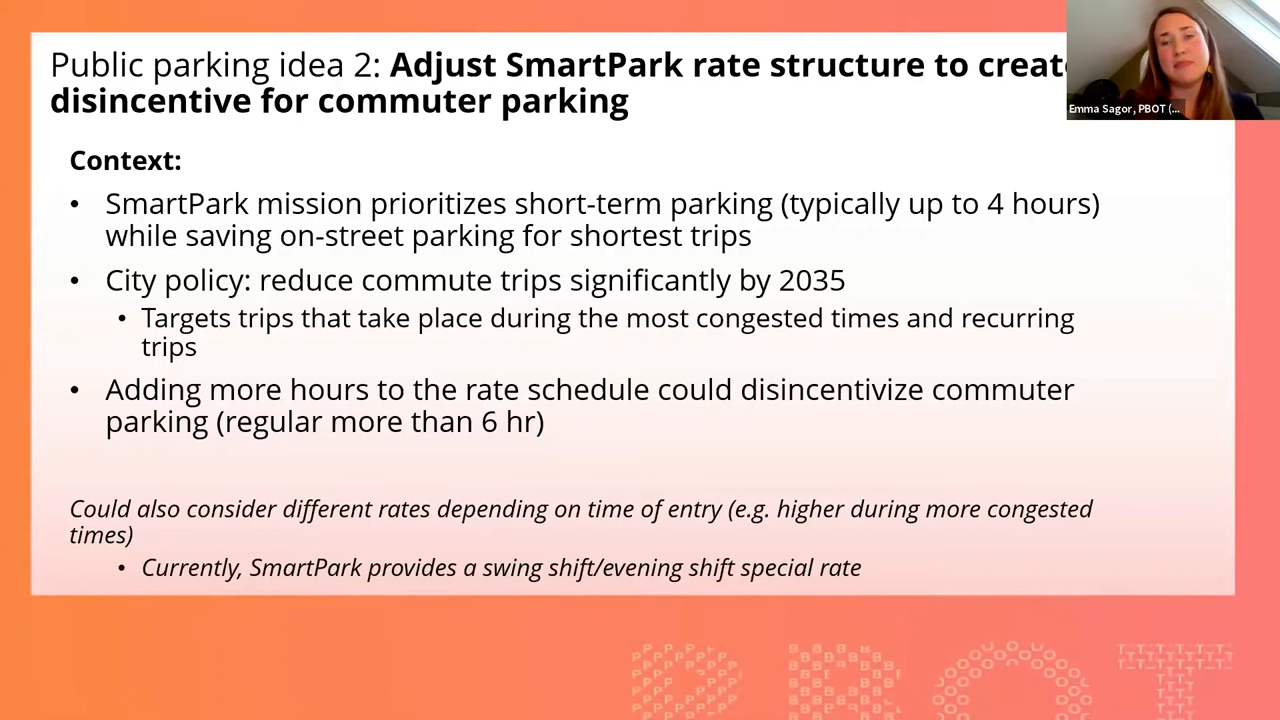 Public parking idea 2: Adjust SmartPark rate structure to create
disincentive for commuter parking
Emma Sagor, PBOT (...
Context:
• SmartPark mission prioritizes short-term parking (typically up to 4 hours)
while saving on-street parking for shortest trips
• City policy: reduce commute trips significantly by 2035
• Targets trips that take place during the most congested times and recurring
trips
• Adding more hours to the rate schedule could disincentivize commuter
parking (regular more than 6 hr)
Could also consider different rates depending on time of entry (e.g. higher during more congested
times)
• Currently, SmartPark provides a swing shift/evening shift special rate
PBOT